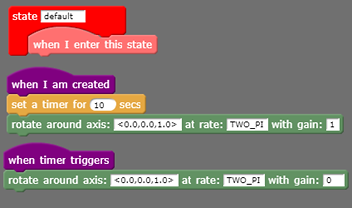 state default
when I enter this state
when I am created
set a timer for 10 secs
rotate around axis: <0.0,0.0,1.0> at rate: TWO_PI with gain: 1
when timer triggers
rotate around axis: <0.0,0.0,1.0> at rate: TWO_PI with gain: 0